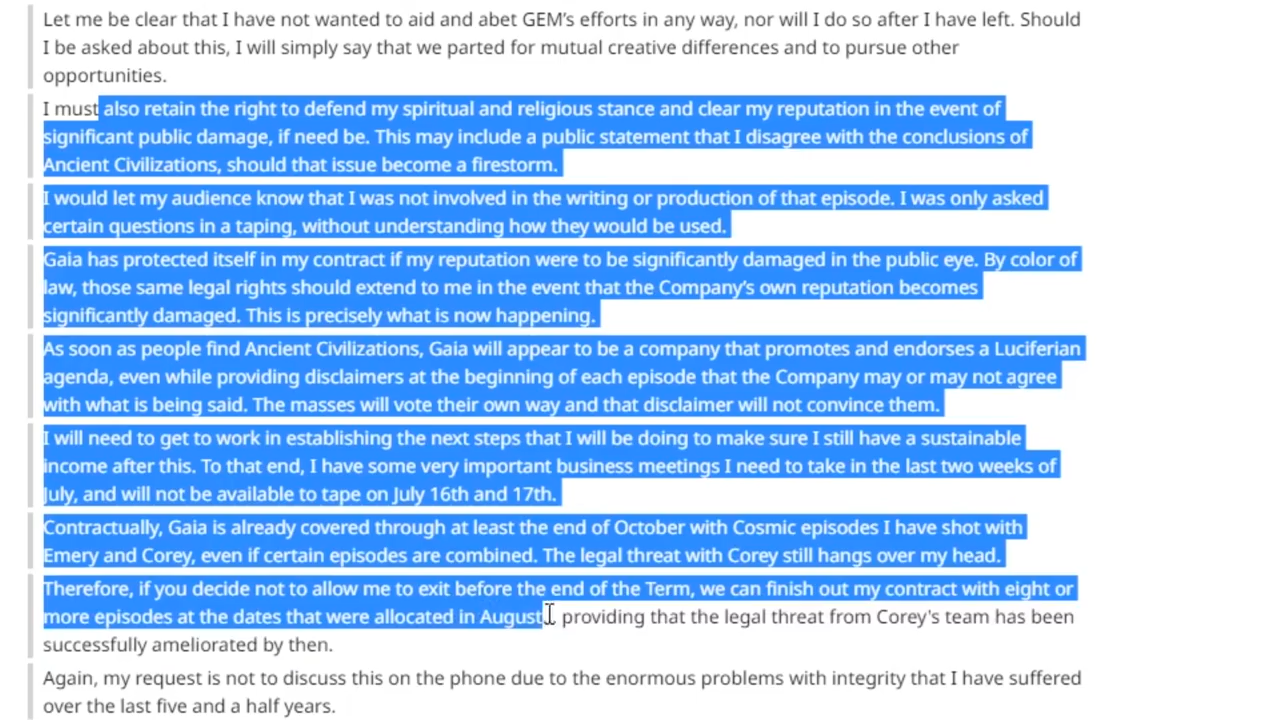 Let me be clear that I have not wanted to aid and abet GEM's efforts in any way, nor will I do so after I have left. Should
I be asked about this, I will simply say that we parted for mutual creative differences and to pursue other
opportunities.
I must also retain the right to defend my spiritual and religious stance and clear my reputation in the event of
significant public damage, if need be. This may include a public statement that I disagree with the conclusions of
Ancient Civilizations, should that issue become a firestorm.
I would let my audience know that I was not involved in the writing or production of that episode. I was only asked
certain questions in a taping, without understanding how they would be used.
Gaia has protected itself in my contract if my reputation were to be significantly damaged in the public eye. By color of
law, those same legal rights should extend to me in the event that the Company's own reputation becomes
significantly damaged. This is precisely what is now happening.
As soon as people find Ancient Civilizations, Gaia will appear to be a company that promotes and endorses a Luciferian
agenda, even while providing disclaimers at the beginning of each episode that the Company may or may not agree
with what is being said. The masses will vote their own way and that disclaimer will not convince them.
I will need to get to work in establishing the next steps that I will be doing to make sure I still have a sustainable
income after this. To that end, I have some very important business meetings I need to take in the last two weeks of
July, and will not be available to tape on July 16th and 17th.
Contractually, Gaia is already covered through at least the end of October with Cosmic episodes I have shot with
Emery and Corey, even if certain episodes are combined. The legal threat with Corey still hangs over my head.
Therefore, if you decide not to allow me to exit before the end of the Term, we can finish out my contract with eight or
more episodes at the dates that were allocated in August providing that the legal threat from Corey's team has been
successfully ameliorated by then.
Again, my request is not to discuss this on the phone due to the enormous problems with integrity that I have suffered
over the last five and a half years.